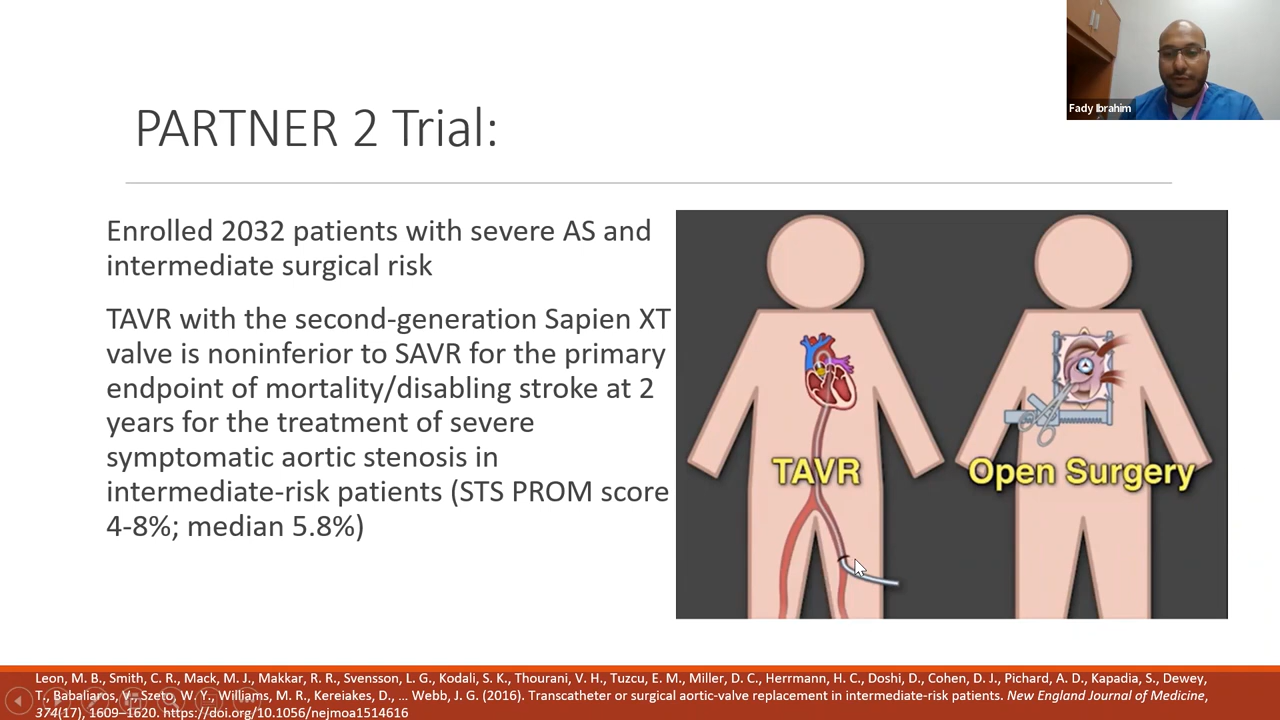 Fady Ibrahim
PARTNER 2 Trial:
Enrolled 2032 patients with severe AS and
intermediate surgical risk
TAVR with the second-generation Sapien XT
valve is noninferior to SAVR for the primary
endpoint of mortality/disabling stroke at 2
years for the treatment of severe
symptomatic aortic stenosis in
intermediate-risk patients (STS PROM score
4-8%; median 5.8%)
TAVR
Open Surgery
Leon, M. B., Smith, C. R., Mack, M. J., Makkar, R. R., Svensson, L. G., Kodali, S. K., Thourani, V. H., Tuzcu, E. M., Miller, D. C., Herrmann, H. C., Doshi, D., Cohen, D. J., Pichard, A. D., Kapadia, S., Dewey,
T., Babaliaros, V., Szeto, W. Y., Williams, M. R., Kereiakes, D., … Webb, J. G. (2016). Transcatheter or surgical aortic-valve replacement in intermediate-risk patients. New England Journal of Medicine,
374(17), 1609–1620. https://doi.org/10.1056/nejmoa1514616